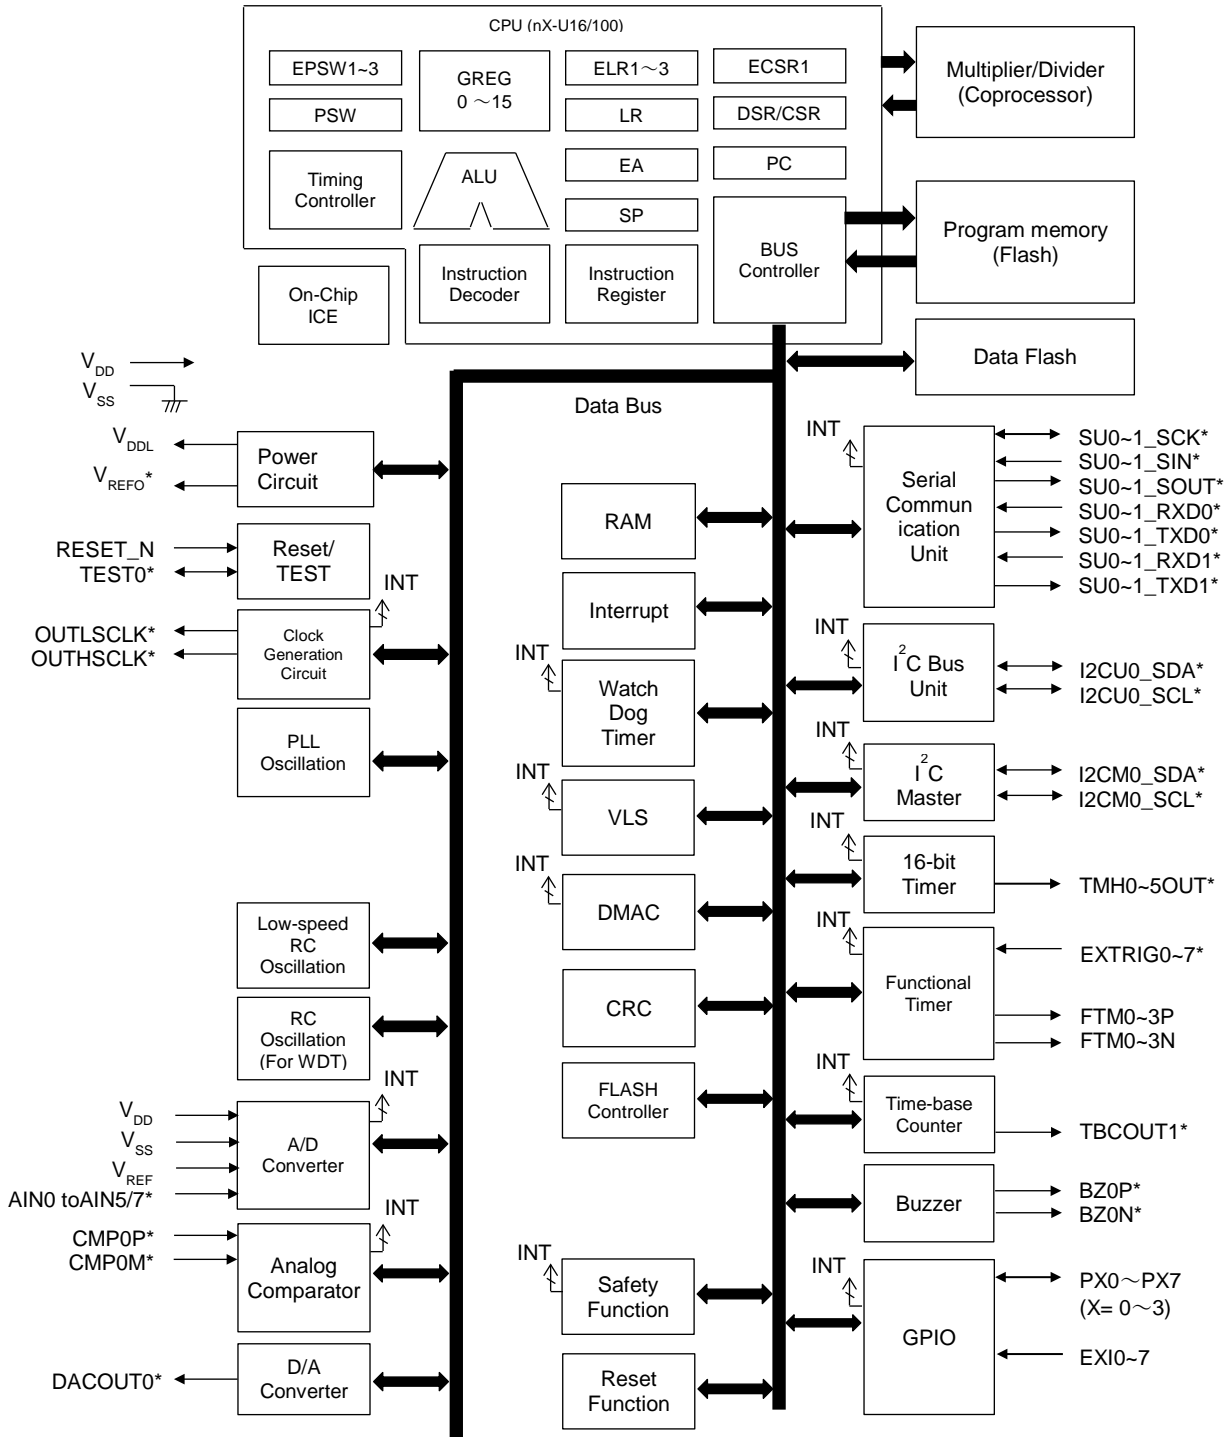 CPU (nX-U16/100)
EPSW1~3
GREG
0 ～15
ELR1～3
ECSR1
PSW
LR
DSR/CSR
Timing
Controller
ALU
EA
PC
SP
BUS
Controller
Instruction
Decoder
Instruction
Register
On-Chip
ICE
Multiplier/Divider
(Coprocessor)
Program memory
(Flash)
Data Flash
Data Bus
VDD
VSS
VDDL
VREFO*
Power
Circuit
RESET_N
TEST0*
Reset/
TEST
INT
OUTLSCLK*
OUTHSCLK*
Clock
Generation
Circuit
PLL
Oscillation
Low-speed
RC
Oscillation
RC
Oscillation
(For WDT)
INT
VDD
VSS
VREF
AIN0 toAIN5/7*
A/D
Converter
INT
CMP0P*
CMP0M*
Analog
Comparator
DACOUT0*
D/A
Converter
RAM
Interrupt
INT
Watch
Dog
Timer
INT
VLS
INT
DMAC
CRC
FLASH
Controller
INT
Safety
Function
Reset
Function
INT
Serial
Commun
ication
Unit
SU0~1_SCK*
SU0~1_SIN*
SU0~1_SOUT*
SU0~1_RXD0*
SU0~1_TXD0*
SU0~1_RXD1*
SU0~1_TXD1*
INT
I2C Bus
Unit
I2CU0_SDA*
I2CU0_SCL*
INT
I2C
Master
I2CM0_SDA*
I2CM0_SCL*
INT
16-bit
Timer
TMH0~5OUT*
INT
Functional
Timer
EXTRIG0~7*
FTM0~3P
FTM0~3N
INT
Time-base
Counter
TBCOUT1*
Buzzer
BZ0P*
BZ0N*
INT
GPIO
PX0～PX7
(X= 0～3)
EXI0~7